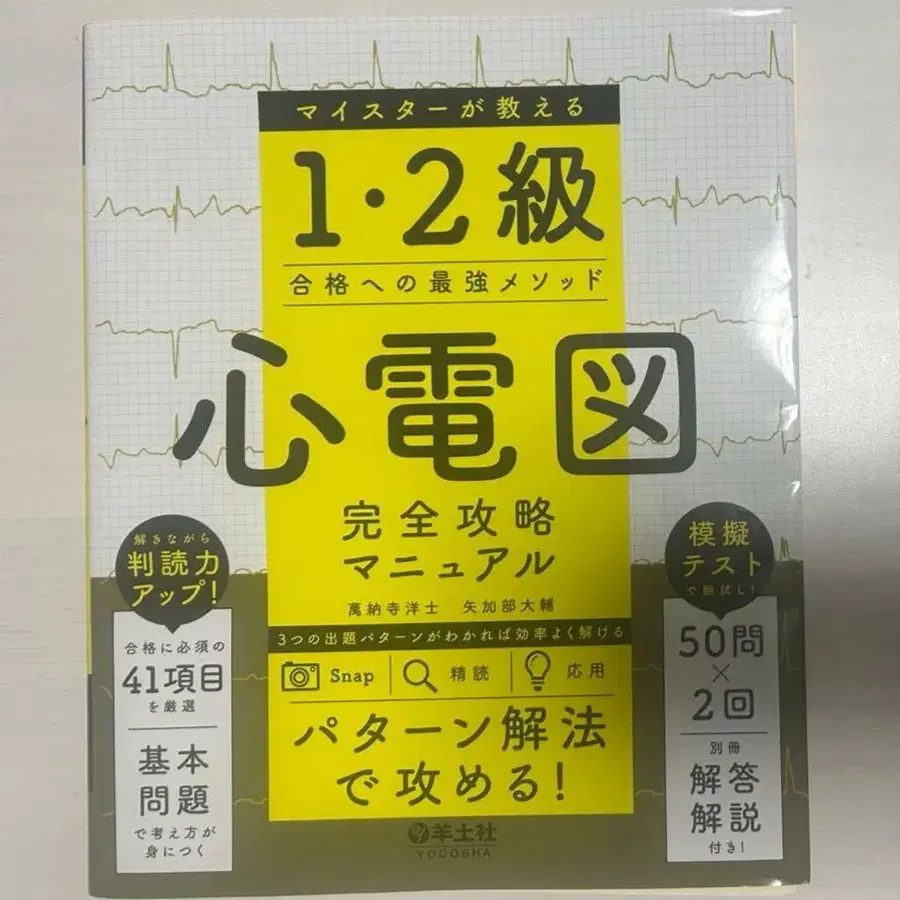 マイスターが教える
1・2級
合格への最強メソッド
心電図
完全攻略
マニュアル
萬納寺洋士 矢加部大輔
3つの出題パターンがわかれば効率よく解ける
Snap 精読 応用
パターン解法
で攻める!
羊土社
YODOSHA
解きながら
判読力
アップ!
合格に必須の
41項目
を厳選
基本
問題
で考え方が
身につく
模擬
テスト
で腕試し!
50問
×
2回
別冊
解答
解説
付き!